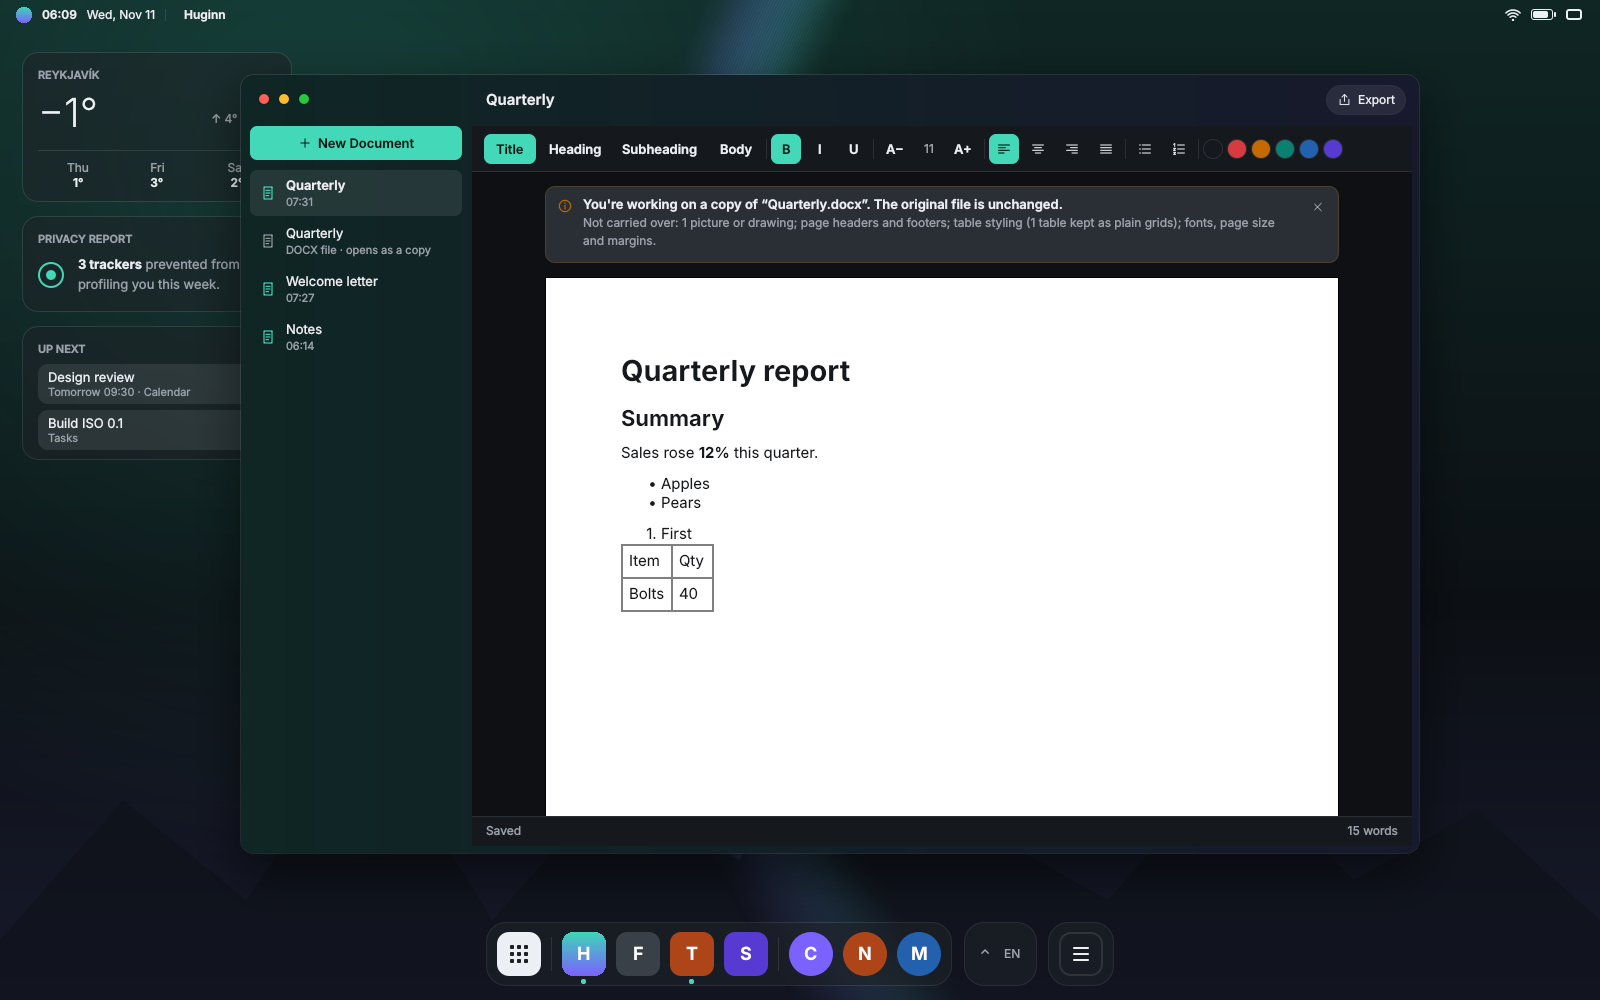 06:09 Wed, Nov 11 Huginn
REYKJAVÍK
−1°
↑ 4°
Thu Fri
1° 3° 2°
PRIVACY REPORT
3 trackers prevented from
profiling you this week.
UP NEXT
Design review
Tomorrow 09:30 · Calendar
Build ISO 0.1
Tasks
+ New Document
Quarterly
07:31
Quarterly
DOCX file · opens as a copy
Welcome letter
07:27
Notes
06:14
Quarterly
Export
Title Heading Subheading Body B I U A− 11 A+
You're working on a copy of “Quarterly.docx”. The original file is unchanged.
Not carried over: 1 picture or drawing; page headers and footers; table styling (1 table kept as plain grids); fonts, page size
and margins.
Quarterly report
Summary
Sales rose 12% this quarter.
• Apples
• Pears
1. First
Item Qty
Bolts 40
Saved
15 words
H F T S C N M
EN